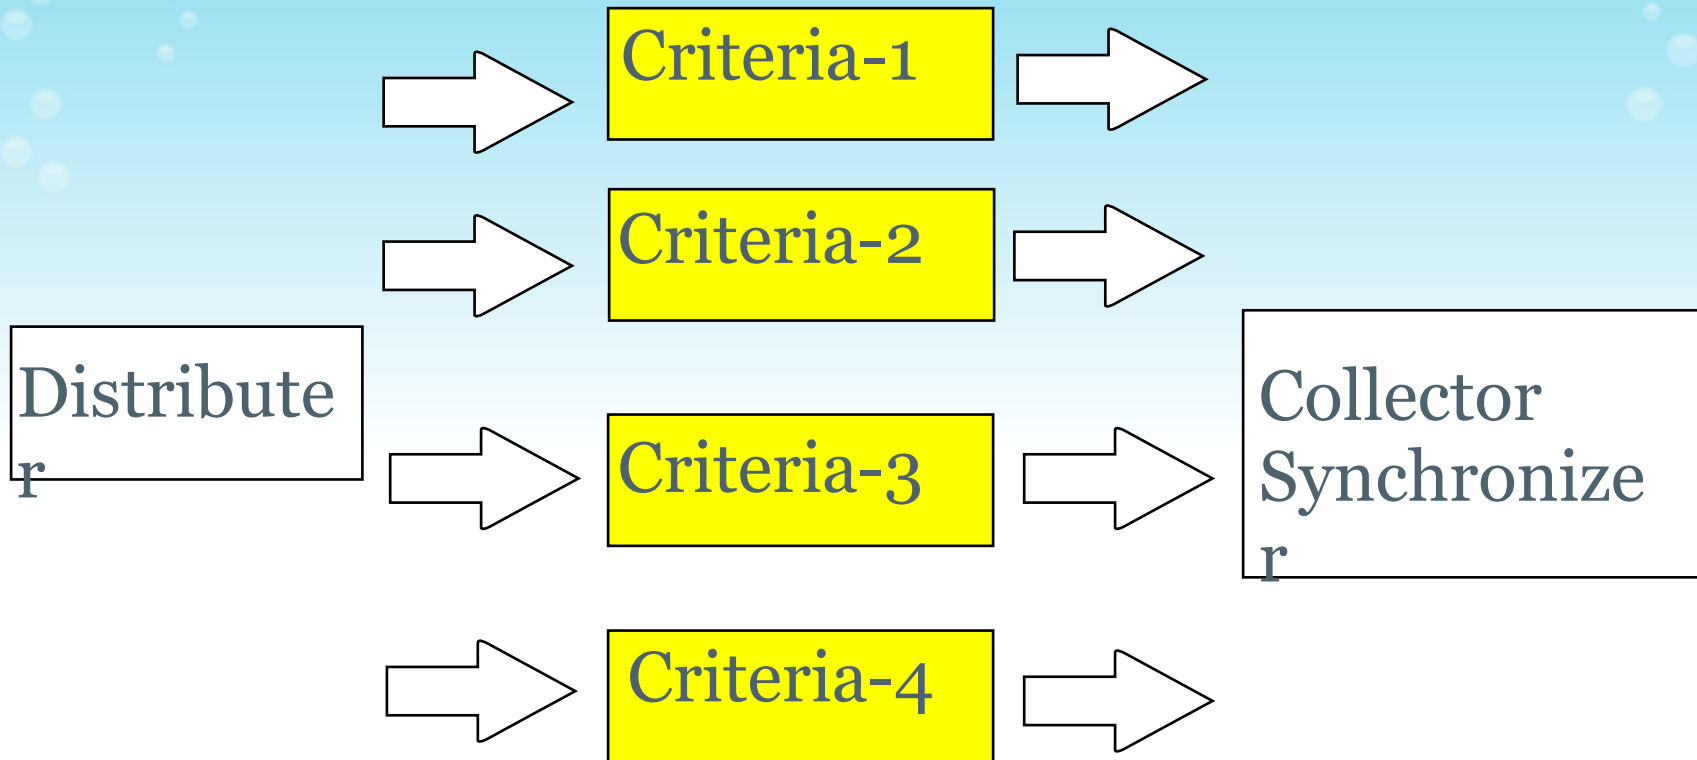 Criteria-1
Criteria-2
Distribute
r
Criteria-3
Collector
Synchronize
r
Criteria-4